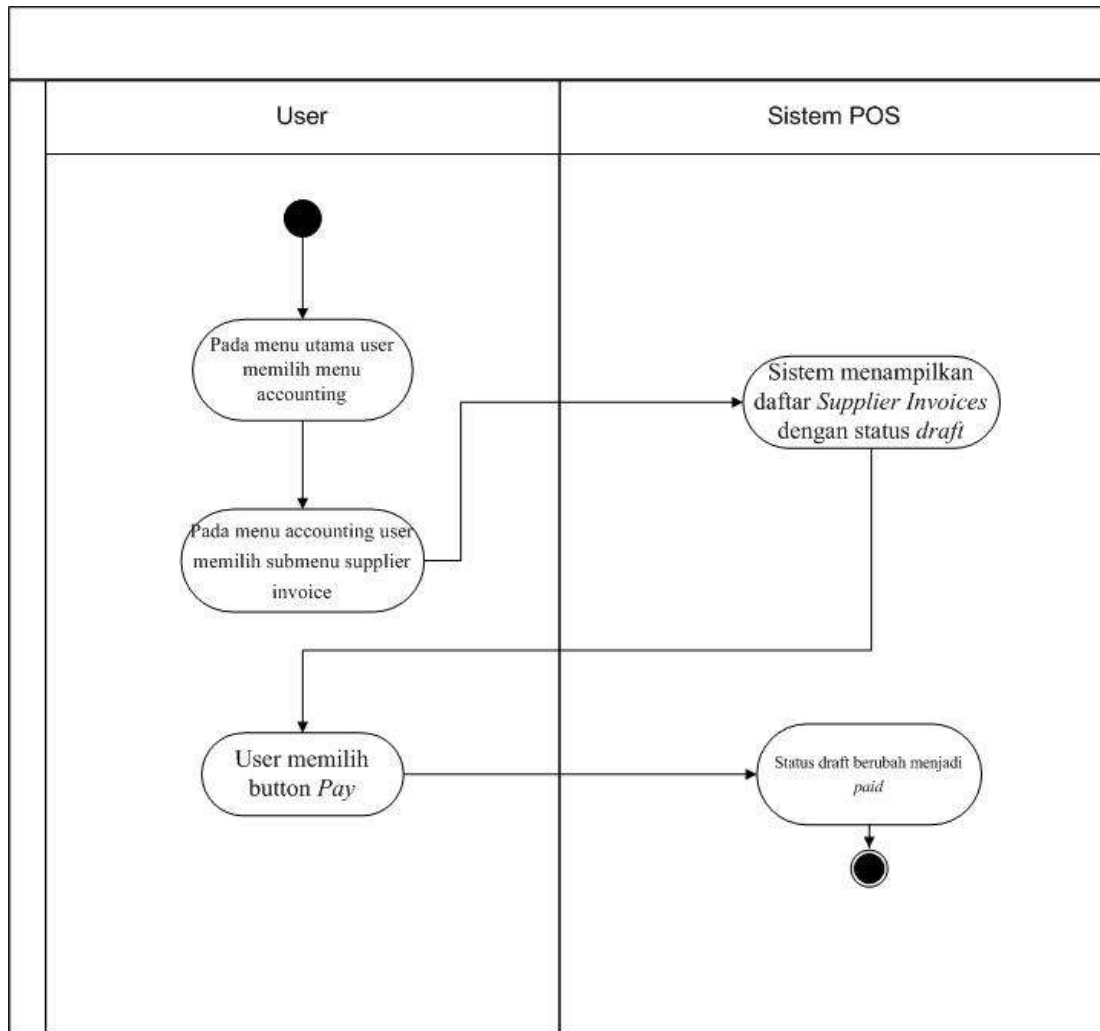 User
Sistem POS
Pada menu utama user
memilih menu
accounting
Sistem menampilkan
daftar Supplier Invoices
dengan status draft
Pada menu accounting user
memilih submenu supplier
invoice
User memilih
button Pay
Status draft berubah menjadi
paid